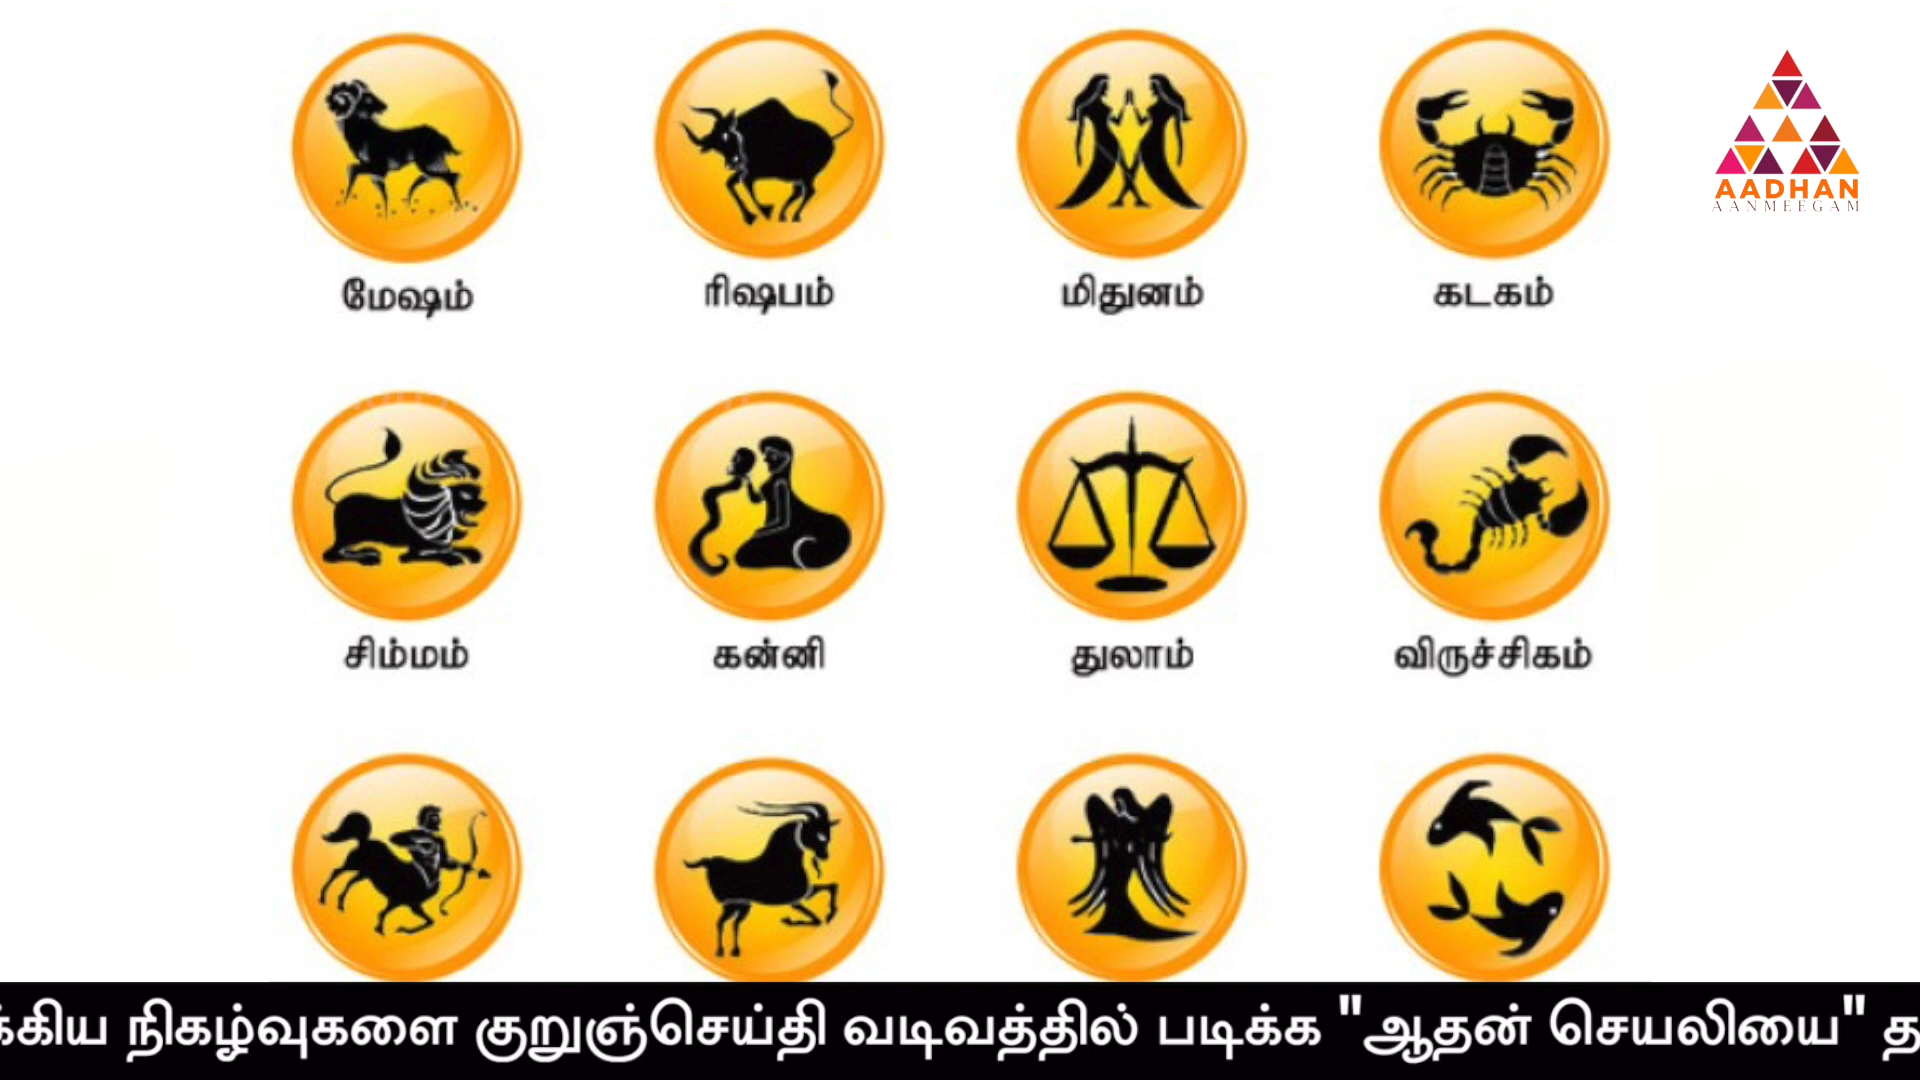 மேஷம் ரிஷபம் மிதுனம் கடகம்
AADHAN
AANMEEGAM
சிம்மம் கன்னி துலாம் விருச்சிகம்
நிகழ்வுகளை குறுஞ்செய்தி வடிவத்தில் படிக்க "ஆதன் செயலியை"